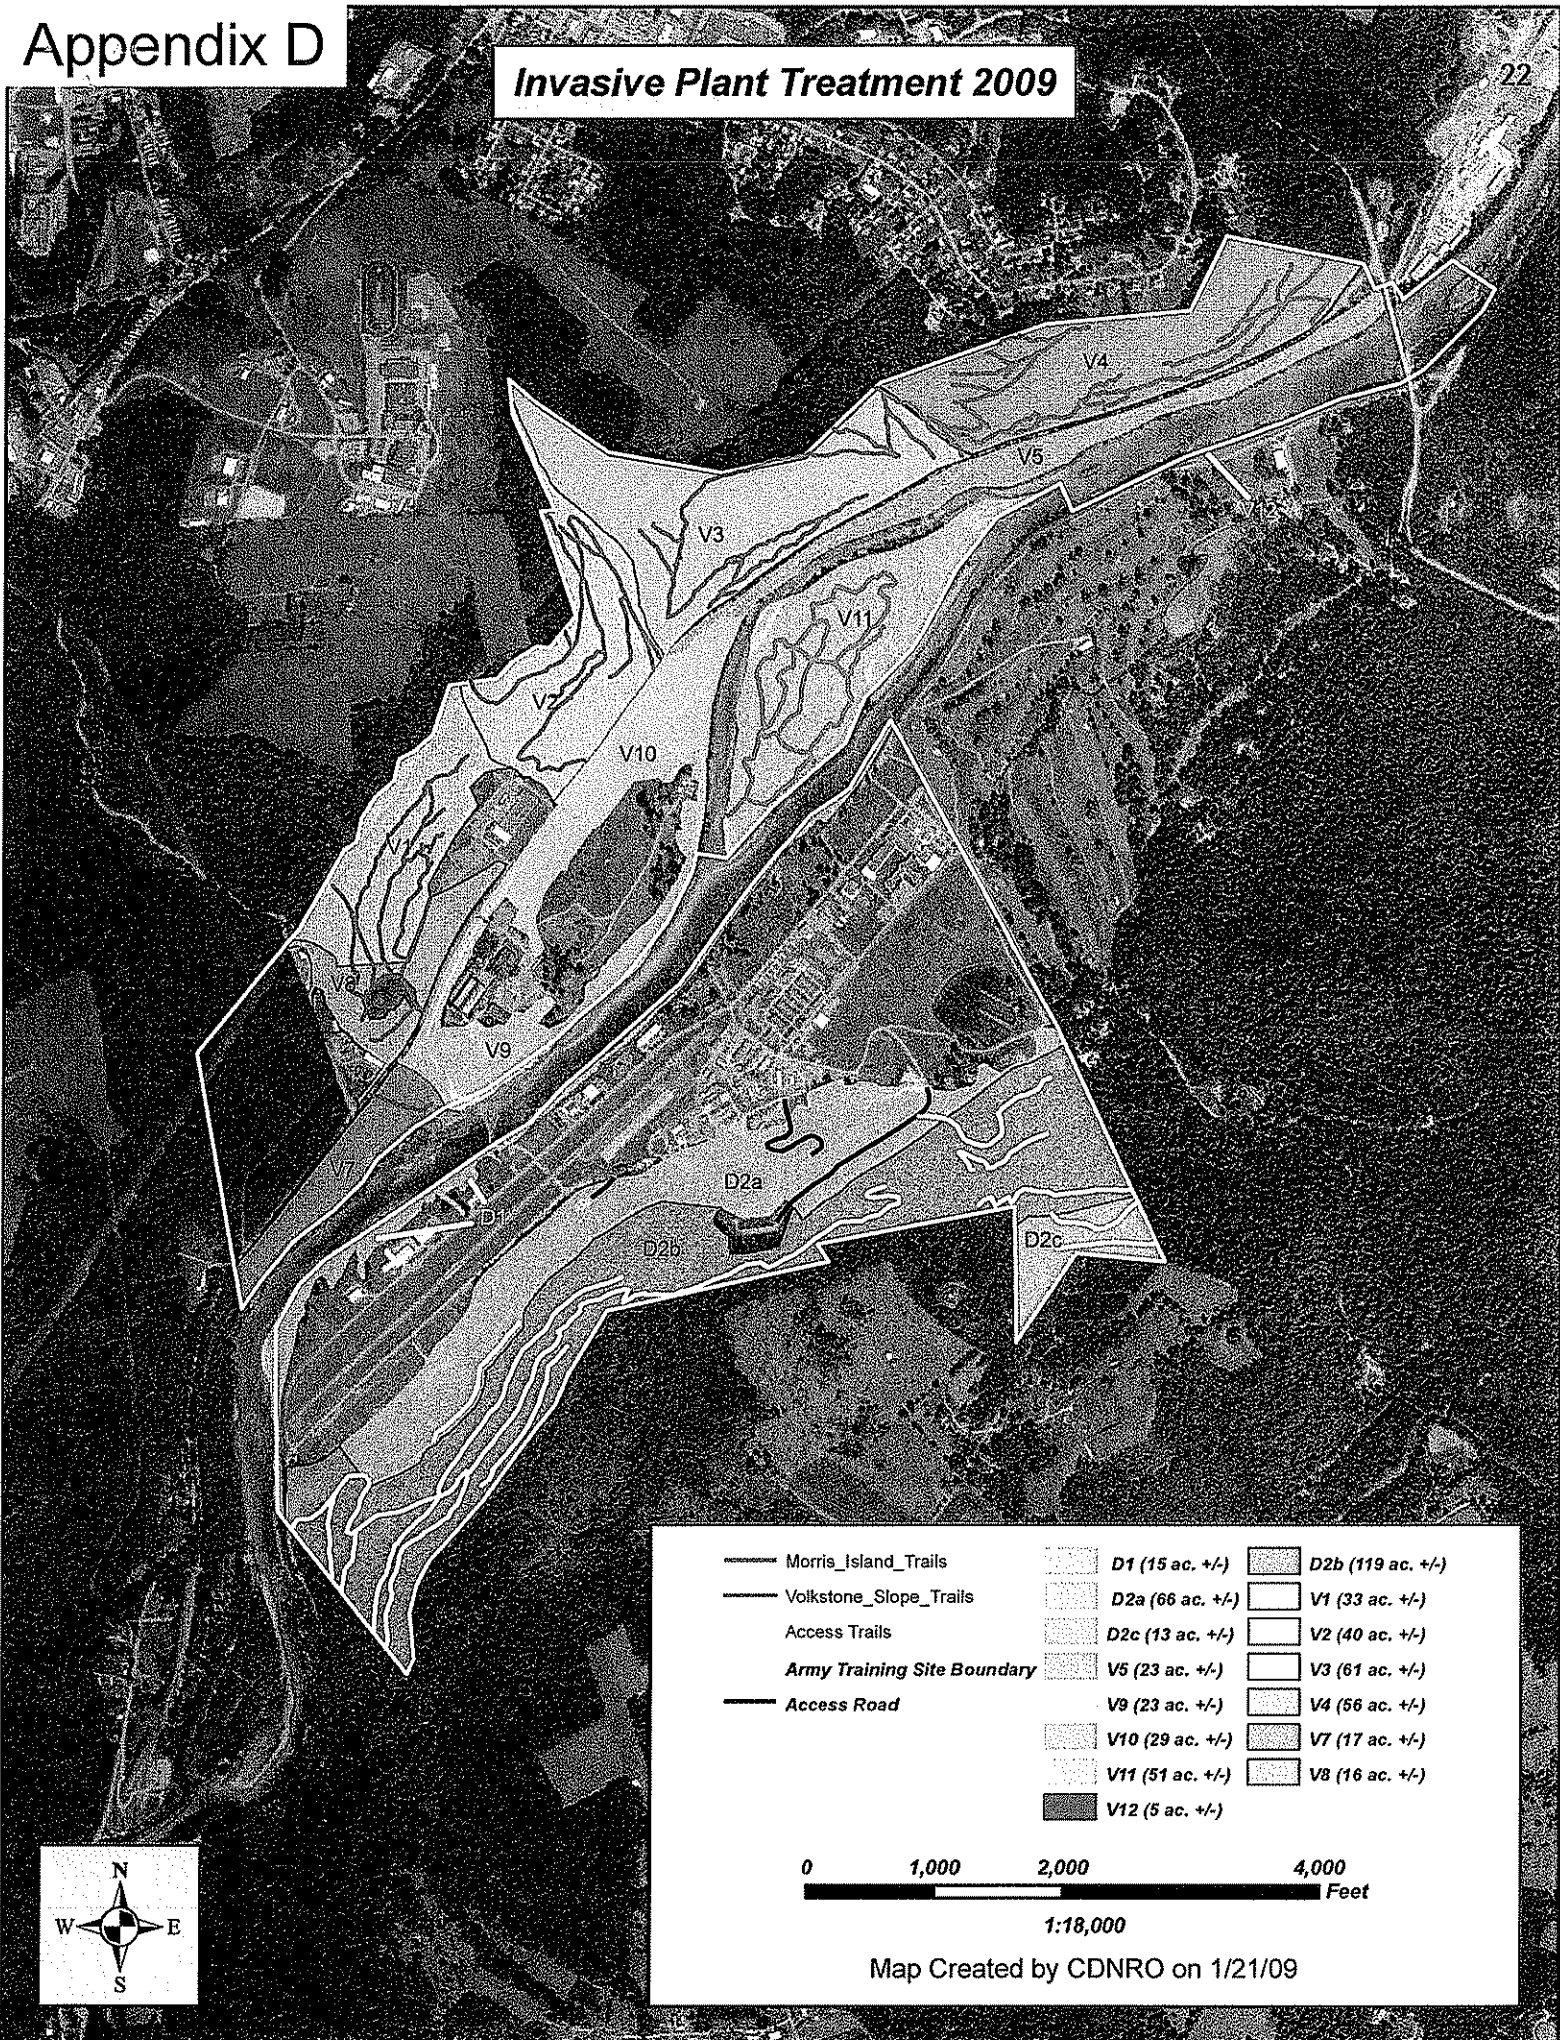 Appendix D
Invasive Plant Treatment 2009
22
V4
V5
V12
V3
V11
V2
V10
V1
V8
V9
V7
D1
D2a
D2b
D2c
Morris_Island_Trails
Volkstone_Slope_Trails
Access Trails
Army Training Site Boundary
Access Road
D1 (15 ac. +/-)
D2a (66 ac. +/-)
D2c (13 ac. +/-)
V5 (23 ac. +/-)
V9 (23 ac. +/-)
V10 (29 ac. +/-)
V11 (51 ac. +/-)
V12 (5 ac. +/-)
D2b (119 ac. +/-)
V1 (33 ac. +/-)
V2 (40 ac. +/-)
V3 (61 ac. +/-)
V4 (56 ac. +/-)
V7 (17 ac. +/-)
V8 (16 ac. +/-)
0 1,000 2,000 4,000
Feet
1:18,000
Map Created by CDNRO on 1/21/09
N
W E
S